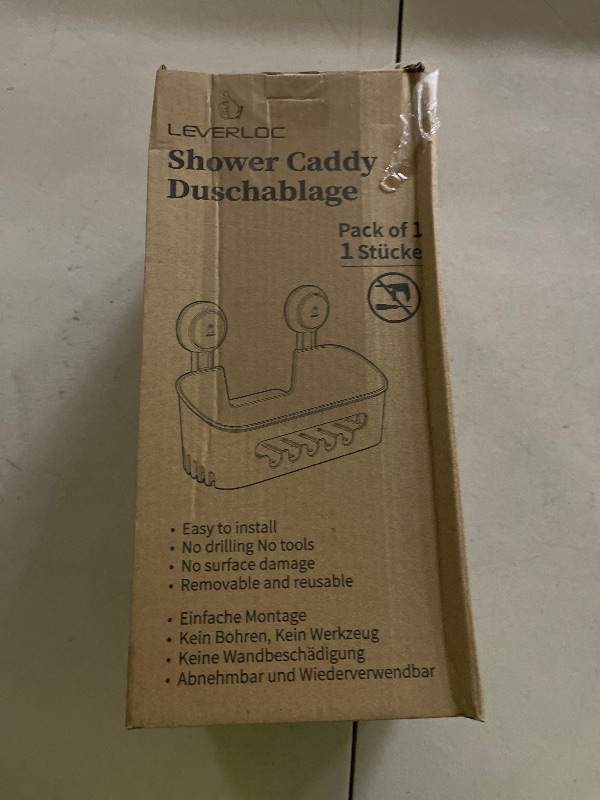 LEVERLOC
Shower Caddy
Duschablage
Pack of 1
1 Stücke
• Easy to install
• No drilling No tools
• No surface damage
• Removable and reusable
• Einfache Montage
• Kein Bohren, Kein Werkzeug
• Keine Wandbeschädigung
• Abnehmbar und Wiederverwendbar